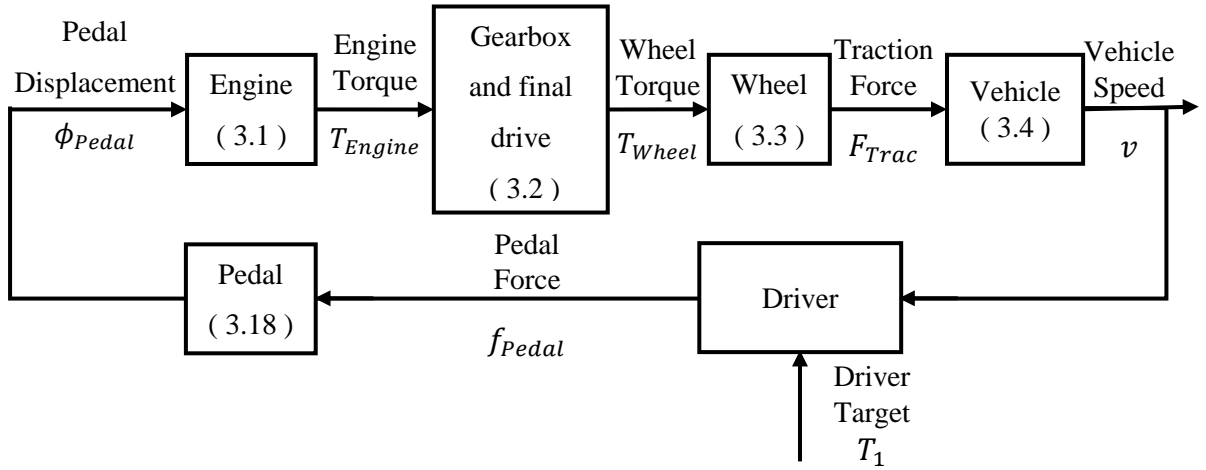 Pedal
Displacement
ϕ_Pedal
Engine
( 3.1 )
Engine
Torque
T_Engine
Gearbox
and final
drive
( 3.2 )
Wheel
Torque
T_Wheel
Wheel
( 3.3 )
Traction
Force
F_Trac
Vehicle
( 3.4 )
Vehicle
Speed
v
Pedal
( 3.18 )
Pedal
Force
f_Pedal
Driver
Driver
Target
T_1